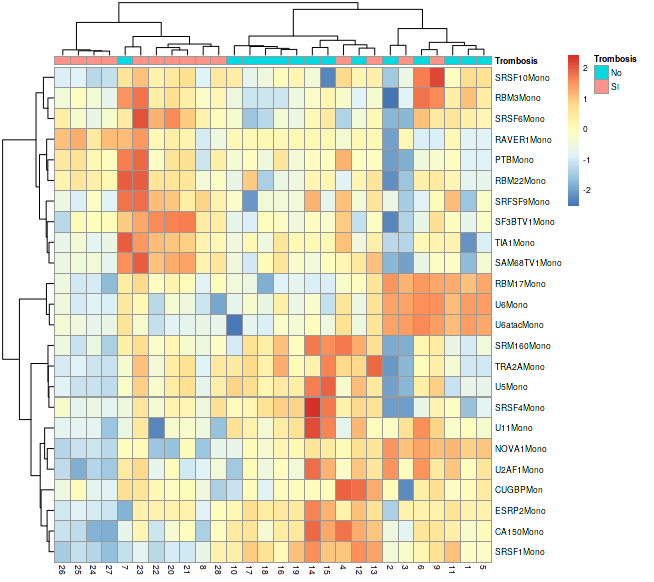 Trombosis
SRSF10Mono
RBM3Mono
SRSF6Mono
RAVER1Mono
PTBMono
RBM22Mono
SRFSF9Mono
SF3BTV1Mono
TIA1Mono
SAM68TV1Mono
RBM17Mono
U6Mono
U6atacMono
SRM160Mono
TRA2AMono
U5Mono
SRSF4Mono
U11Mono
NOVA1Mono
U2AF1Mono
CUGBPMon
ESRP2Mono
CA150Mono
SRSF1Mono
26 25 24 27 7 23 22 20 21 8 28 10 17 18 16 19 14 15 4 12 13 2 3 6 9 11 1 5
2
1
0
-1
-2
Trombosis
No
SI